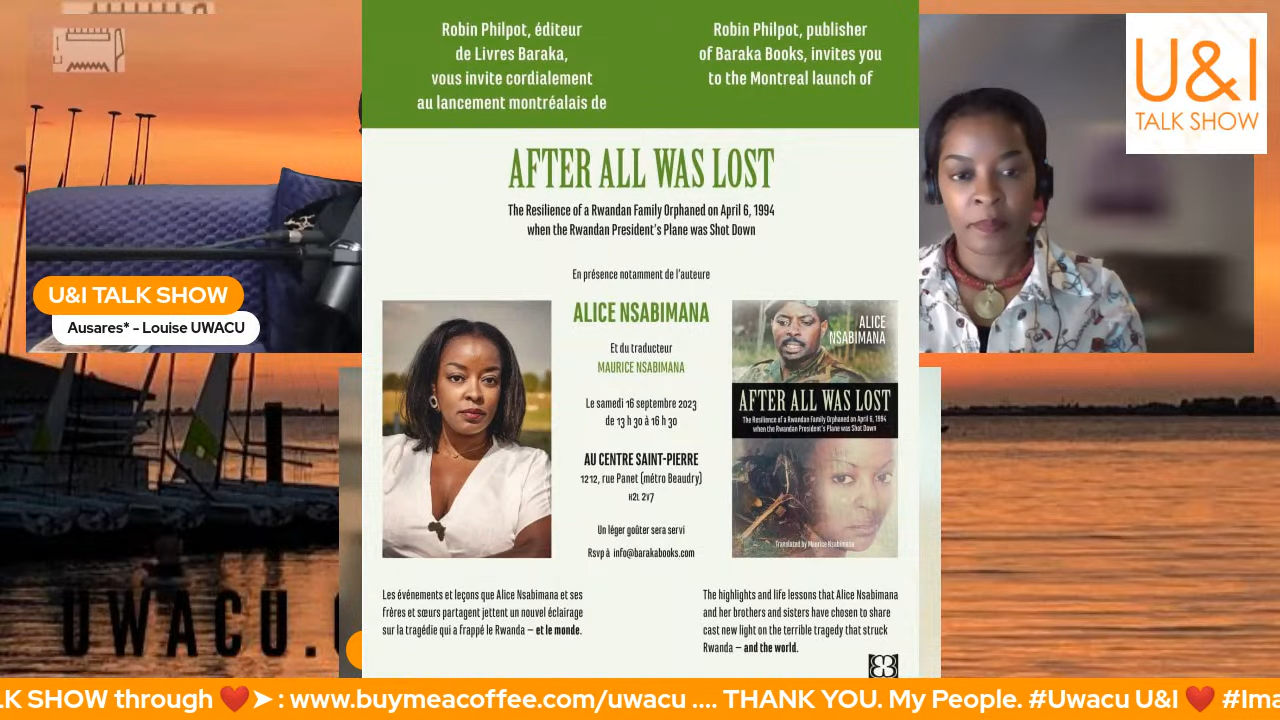 Robin Philpot, éditeur
de Livres Baraka,
vous invite cordialement
au lancement montréalais de
Robin Philpot, publisher
of Baraka Books, invites you
to the Montreal launch of
U&I
TALK SHOW
AFTER ALL WAS LOST
The Resilience of a Rwandan Family Orphaned on April 6, 1994
when the Rwandan President's Plane was Shot Down
En présence notamment de l'auteure
ALICE NSABIMANA
Et du traducteur
MAURICE NSABIMANA
Le samedi 16 septembre 2023
de 13 h 30 à 16 h 30
AU CENTRE SAINT-PIERRE
1212, rue Panet (métro Beaudry)
H2L 2Y7
Un léger goûter sera servi
Rsvp à info@barakabooks.com
ALICE
NSABIMANA
AFTER ALL WAS LOST
The Resilience of a Rwandan Family Orphaned on April 6, 1994
when the Rwandan President's Plane was Shot Down
Translated by Maurice Nsabimana
U&I TALK SHOW
Ausares* - Louise UWACU
Les événements et leçons que Alice Nsabimana et ses
frères et sœurs partagent jettent un nouvel éclairage
sur la tragédie qui a frappé le Rwanda – et le monde.
The highlights and life lessons that Alice Nsabimana
and her brothers and sisters have chosen to share
cast new light on the terrible tragedy that struck
Rwanda – and the world.
UWACU.
LK SHOW through ❤️➤ : www.buymeacoffee.com/uwacu .... THANK YOU. My People. #Uwacu U&I ❤️ #Ima